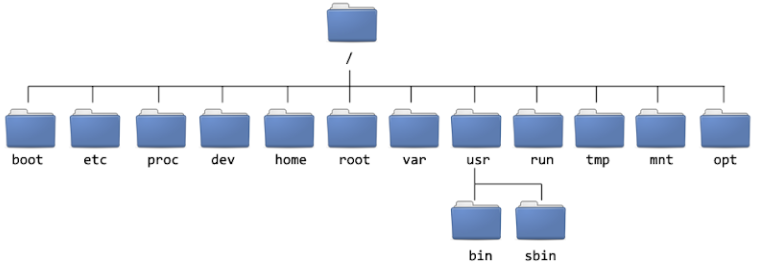 /
boot etc proc dev home root var usr run tmp mnt opt
bin sbin